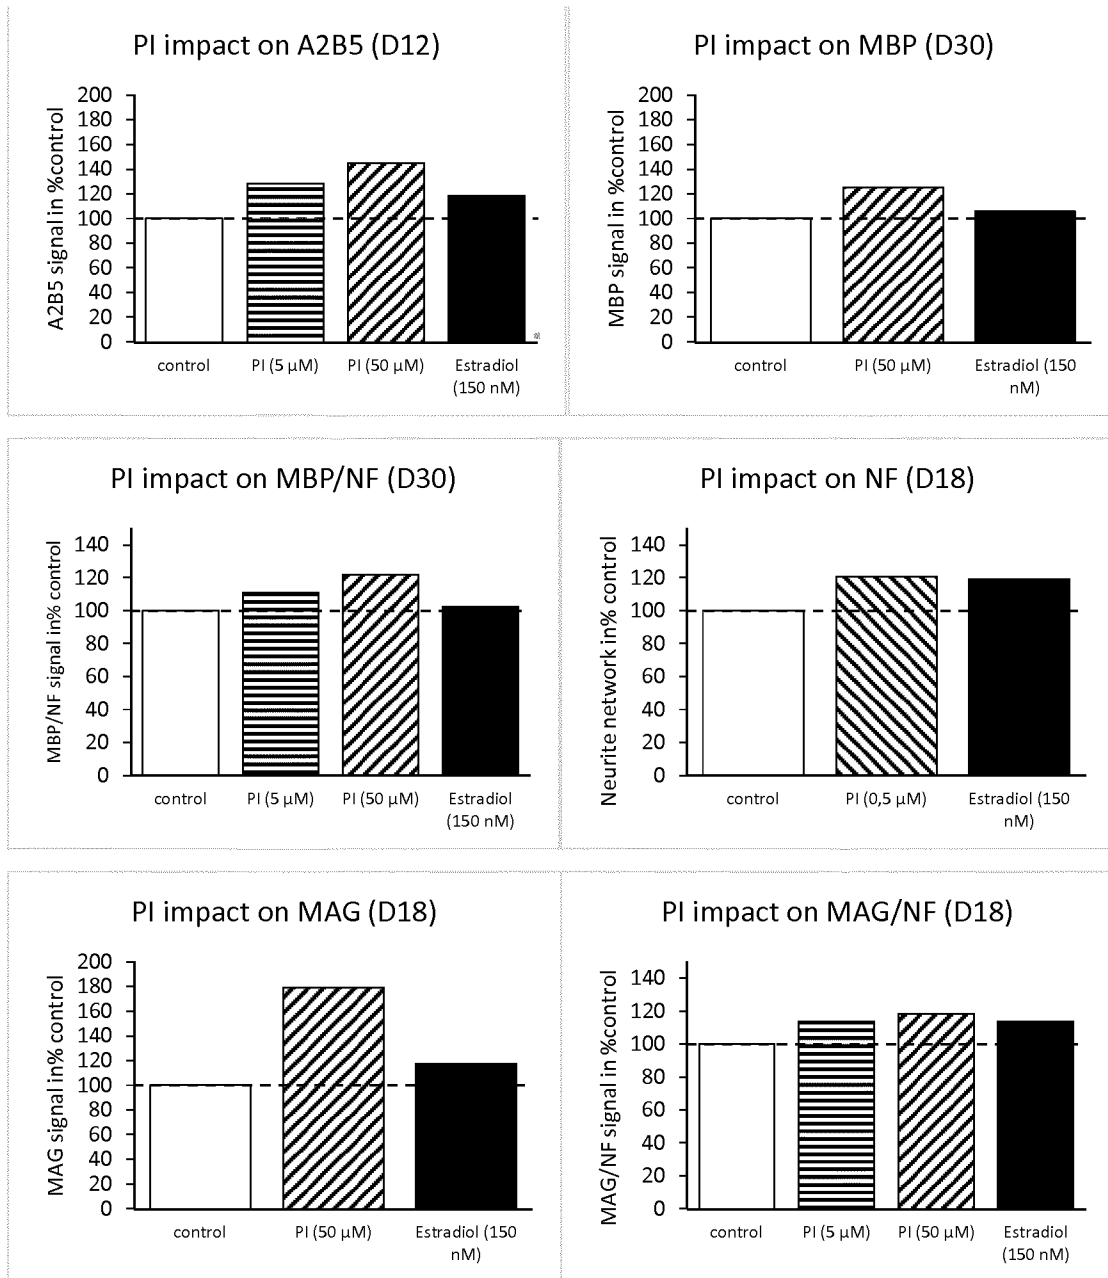 PI impact on A2B5 (D12)
A2B5 signal in %control
200
180
160
140
120
100
80
60
40
20
0
control
PI (5 µM)
PI (50 µM)
Estradiol
(150 nM)
PI impact on MBP (D30)
MBP signal in %control
200
180
160
140
120
100
80
60
40
20
0
control
PI (50 µM)
Estradiol (150
nM)
PI impact on MBP/NF (D30)
MBP/NF signal in% control
140
120
100
80
60
40
20
0
control
PI (5 µM)
PI (50 µM)
Estradiol
(150 nM)
PI impact on NF (D18)
Neurite network in% control
140
120
100
80
60
40
20
0
control
PI (0,5 µM)
Estradiol (150
nM)
PI impact on MAG (D18)
MAG signal in% control
200
180
160
140
120
100
80
60
40
20
0
control
PI (50 µM)
Estradiol (150
nM)
PI impact on MAG/NF (D18)
MAG/NF signal in %control
140
120
100
80
60
40
20
0
control
PI (5 µM)
PI (50 µM)
Estradiol
(150 nM)